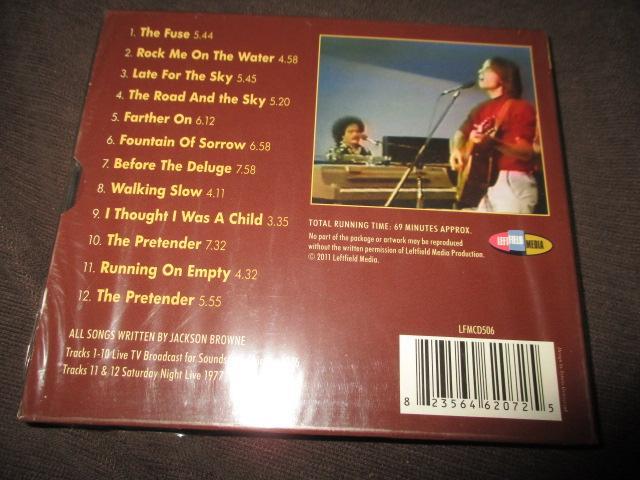 1. The Fuse 5.44
2. Rock Me On The Water 4.58
3. Late For The Sky 5.45
4. The Road And the Sky 5.20
5. Farther On 6.12
6. Fountain Of Sorrow 6.58
7. Before The Deluge 7.58
8. Walking Slow 4.11
9. I Thought I Was A Child 3.35
10. The Pretender 7.32
11. Running On Empty 4.32
12. The Pretender 5.55
ALL SONGS WRITTEN BY JACKSON BROWNE
Tracks 1-10 Live TV Broadcast for
Tracks 11 & 12 Saturday Night Live 1977
TOTAL RUNNING TIME: 69 MINUTES APPROX.
No part of the package or artwork may be reproduced
without the written permission of Leftfield Media Production.
© 2011 Leftfield Media.
LEFTFIELD MEDIA
LFMCD506
8 23564 62072 5